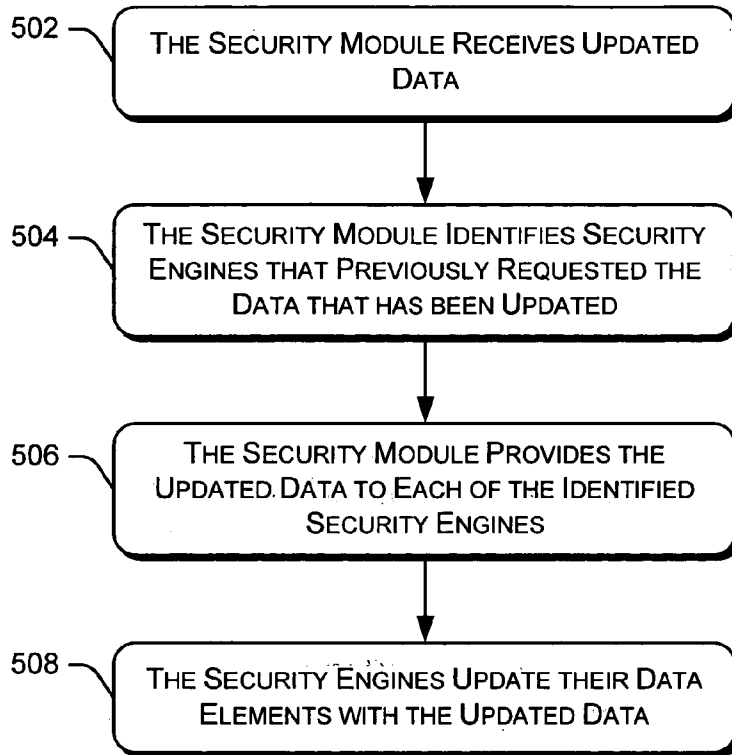 502
THE SECURITY MODULE RECEIVES UPDATED
DATA
504
THE SECURITY MODULE IDENTIFIES SECURITY
ENGINES THAT PREVIOUSLY REQUESTED THE
DATA THAT HAS BEEN UPDATED
506
THE SECURITY MODULE PROVIDES THE
UPDATED DATA TO EACH OF THE IDENTIFIED
SECURITY ENGINES
508
THE SECURITY ENGINES UPDATE THEIR DATA
ELEMENTS WITH THE UPDATED DATA